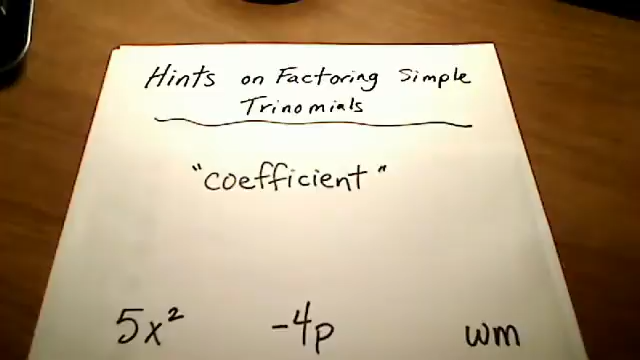 Hints on Factoring Simple
Trinomials
"coefficient"
5x² -4p wm